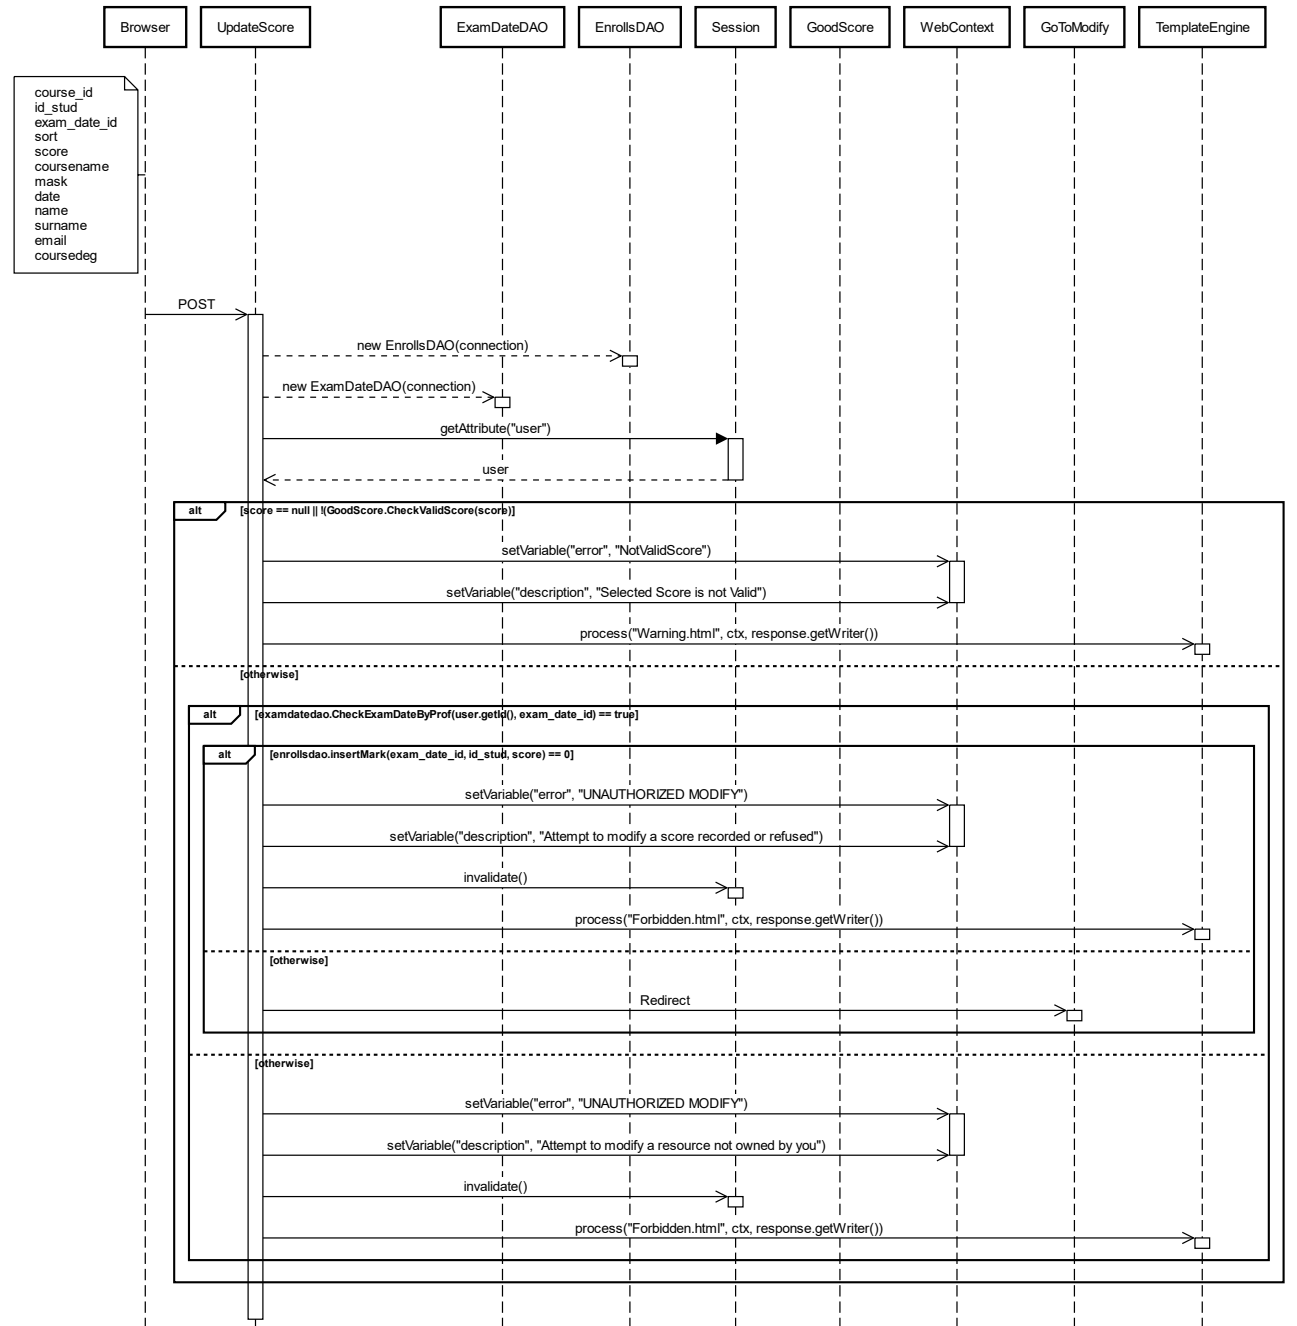 Browser
UpdateScore
ExamDateDAO
EnrollsDAO
Session
GoodScore
WebContext
GoToModify
TemplateEngine
course_id
id_stud
exam_date_id
sort
score
coursename
mask
date
name
surname
email
coursedeg
POST
new EnrollsDAO(connection)
new ExamDateDAO(connection)
getAttribute("user")
user
alt
[score == null || !(GoodScore.CheckValidScore(score)]
setVariable("error", "NotValidScore")
setVariable("description", "Selected Score is not Valid")
process("Warning.html", ctx, response.getWriter())
[otherwise]
alt
[examdatedao.CheckExamDateByProf(user.getId(), exam_date_id) == true]
alt
[enrollsdao.insertMark(exam_date_id, id_stud, score) == 0]
setVariable("error", "UNAUTHORIZED MODIFY")
setVariable("description", "Attempt to modify a score recorded or refused")
invalidate()
process("Forbidden.html", ctx, response.getWriter())
[otherwise]
Redirect
[otherwise]
setVariable("error", "UNAUTHORIZED MODIFY")
setVariable("description", "Attempt to modify a resource not owned by you")
invalidate()
process("Forbidden.html", ctx, response.getWriter())